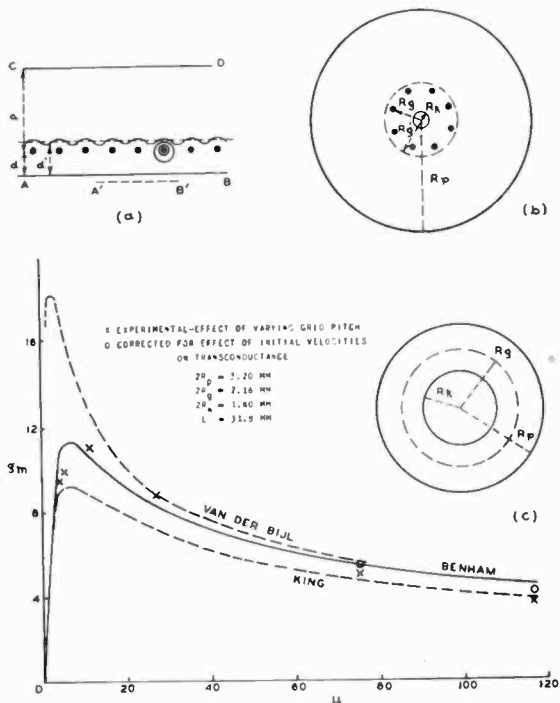 C D
a
d d'
A A' B' B
(a)
Rg Rk
Rg'
Rp
(b)
16
12
8
4
0
gm
X EXPERIMENTAL-EFFECT OF VARYING GRID PITCH
O CORRECTED FOR EFFECT OF INITIAL VELOCITIES
ON TRANSCONDUCTANCE
2Rp = 3.20 MM
2Rg = 2.16 MM
2Rk = 1.60 MM
L = 31.8 MM
Rg
Rk
Rp
(c)
VAN DER BIJL
BENHAM
KING
20 40 60 80 100 120
μ